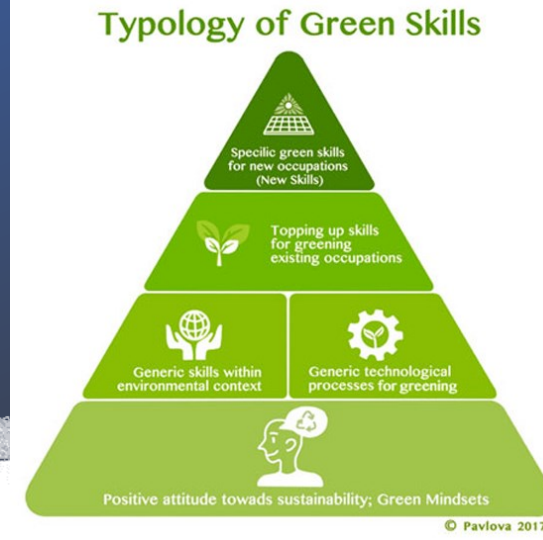 Typology of Green Skills
Specific green skills
for new occupations
(New Skills)
Topping up skills
for greening
existing occupations
Generic skills within
environmental context
Generic technological
processes for greening
Positive attitude towads sustainability; Green Mindsets
© Pavlova 2017